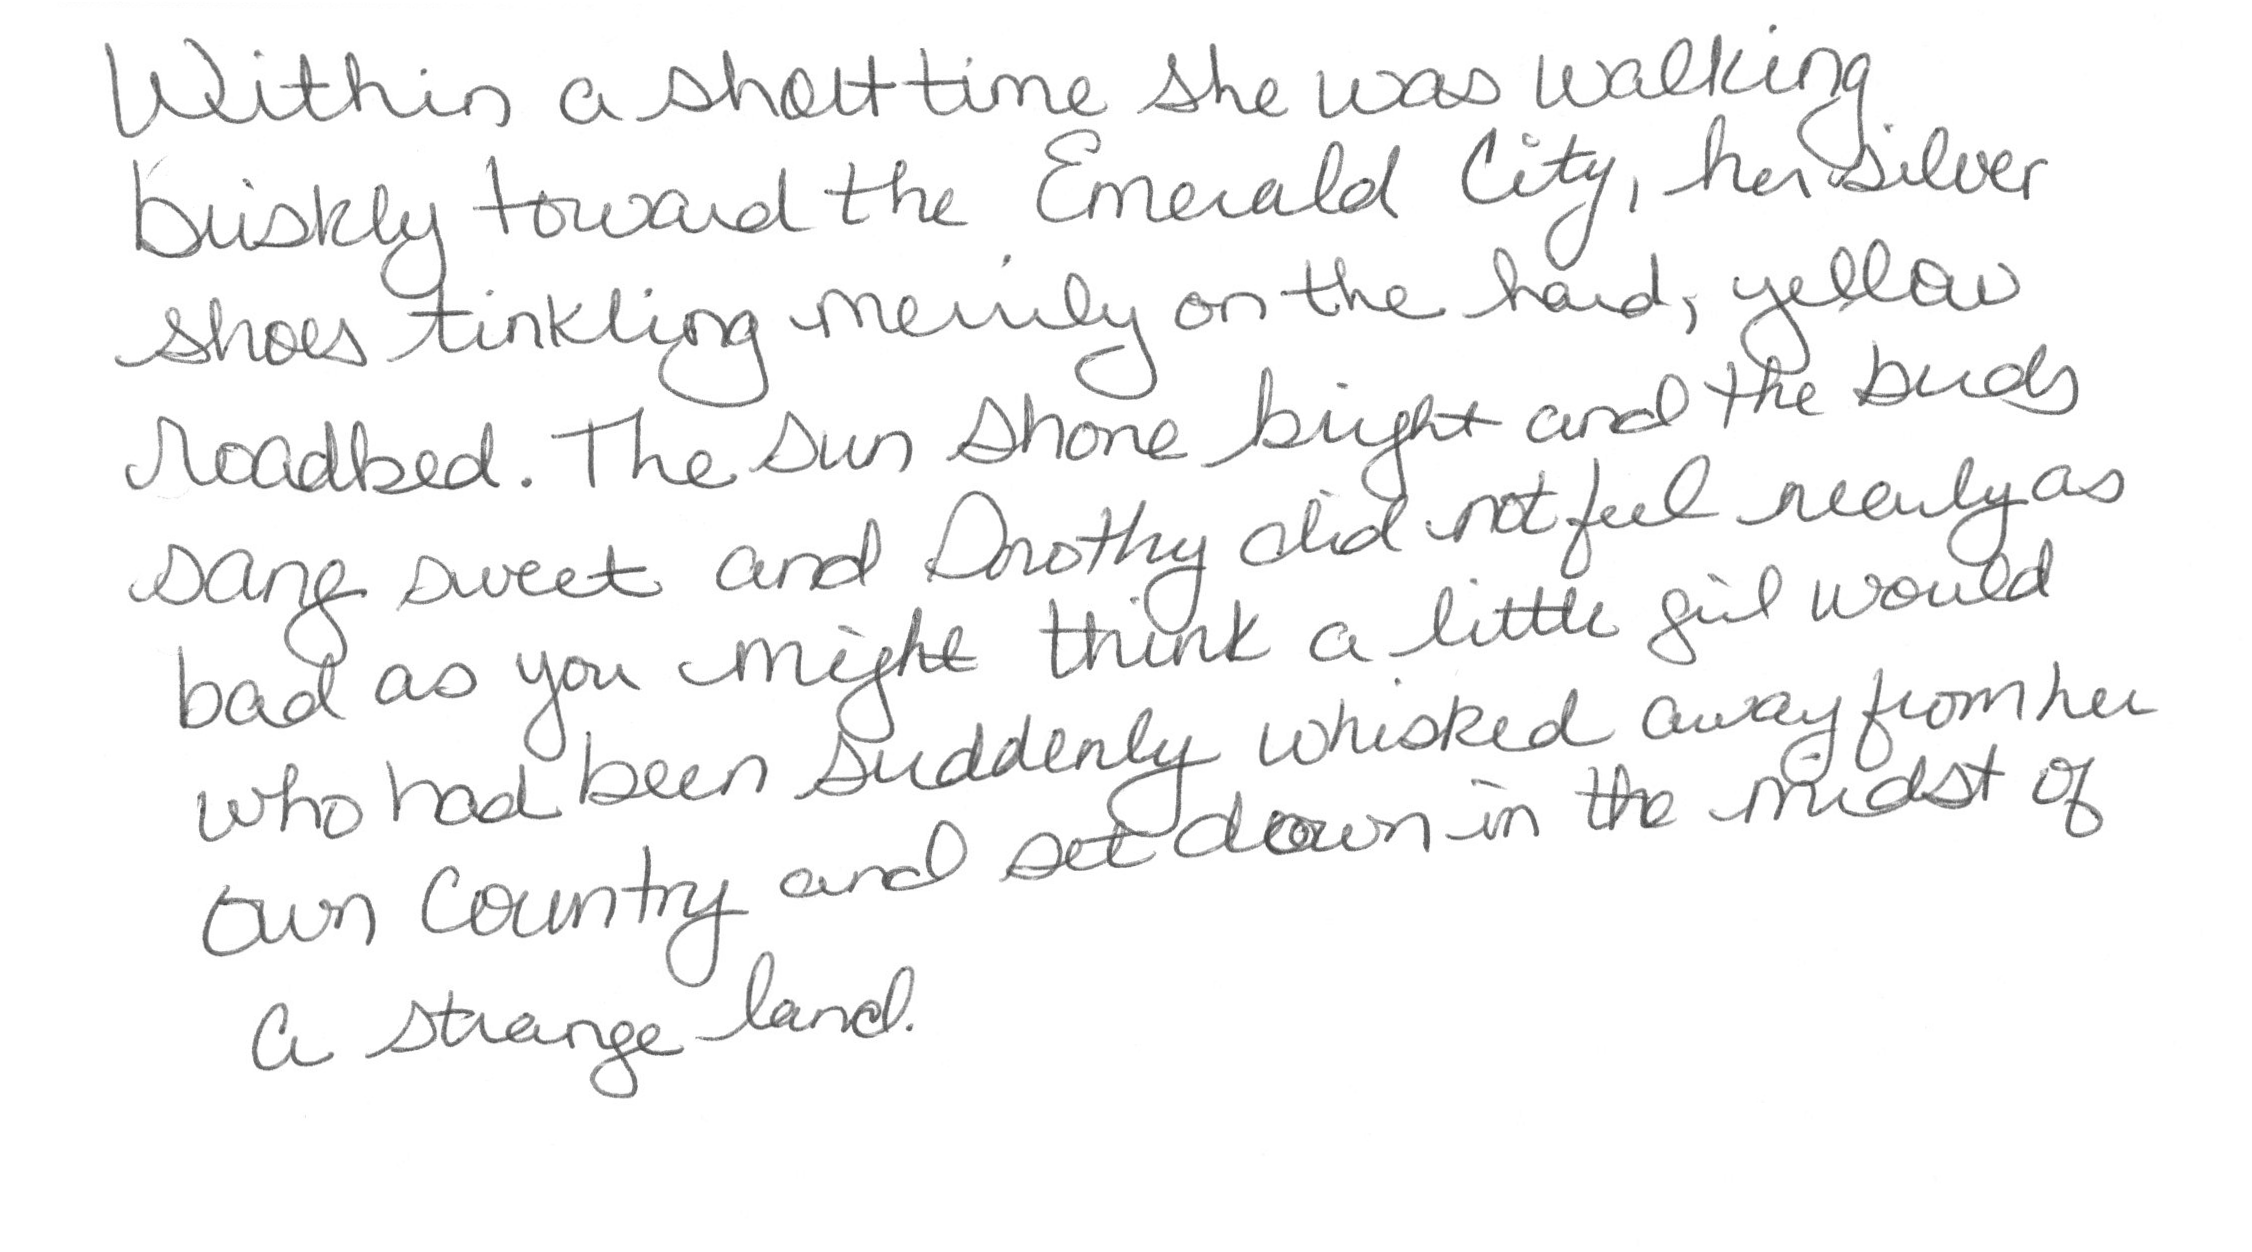 Within a short time she was walking
briskly toward the Emerald City, her silver
shoes tinkling merrily on the hard, yellow
roadbed. The sun shone bright and the birds
sang sweet and Dorothy did not feel nearly as
bad as you might think a little girl would
who had been suddenly whisked away from her
own country and set down in the midst of
a strange land.